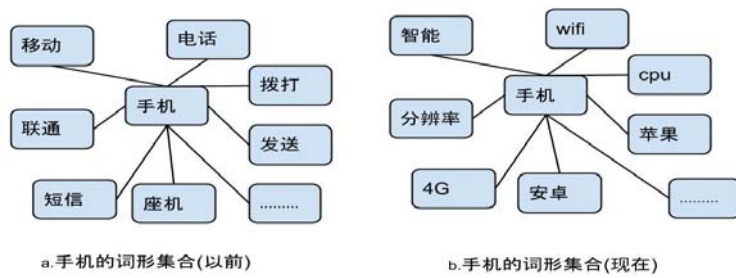 移动
电话
拨打
手机
联通
发送
短信
座机
.........
a.手机的词形集合(以前)
智能
wifi
cpu
手机
分辨率
苹果
4G
安卓
.........
b.手机的词形集合(现在)